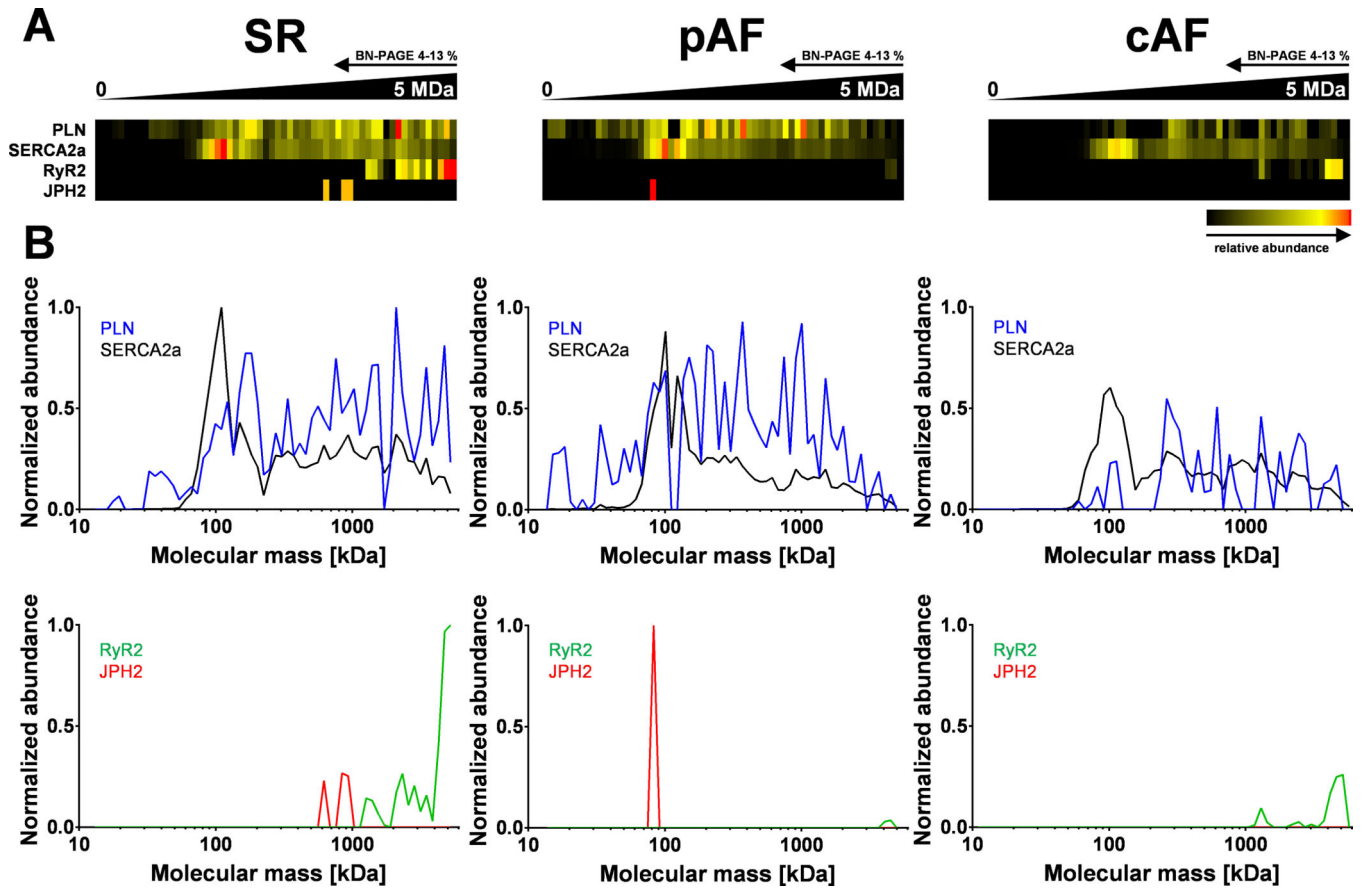 A
SR
pAF
cAF
BN-PAGE 4-13 %
BN-PAGE 4-13 %
BN-PAGE 4-13 %
0
5 MDa
0
5 MDa
0
5 MDa
PLN
SERCA2a
RyR2
JPH2
relative abundance
B
Normalized abundance
1.0
0.5
0.0
PLN
SERCA2a
10
100
1000
Molecular mass [kDa]
Normalized abundance
1.0
0.5
0.0
PLN
SERCA2a
10
100
1000
Molecular mass [kDa]
Normalized abundance
1.0
0.5
0.0
PLN
SERCA2a
10
100
1000
Molecular mass [kDa]
Normalized abundance
1.0
0.5
0.0
RyR2
JPH2
10
100
1000
Molecular mass [kDa]
Normalized abundance
1.0
0.5
0.0
RyR2
JPH2
10
100
1000
Molecular mass [kDa]
Normalized abundance
1.0
0.5
0.0
RyR2
JPH2
10
100
1000
Molecular mass [kDa]